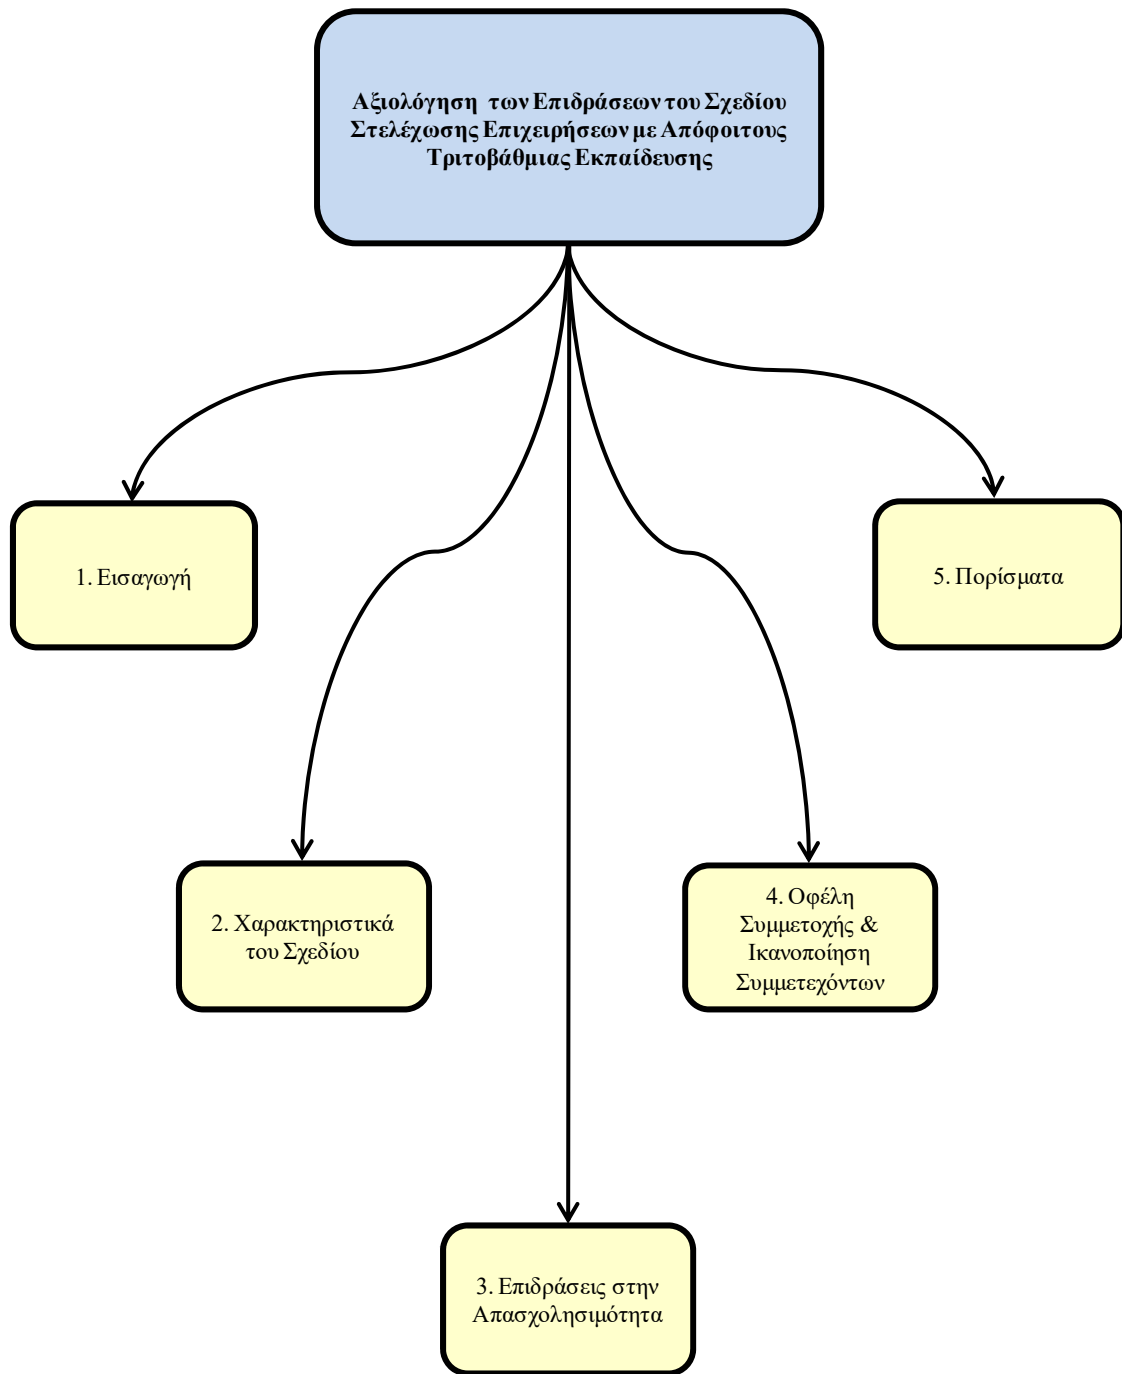 Αξιολόγηση των Επιδράσεων του Σχεδίου
Στελέχωσης Επιχειρήσεων με Απόφοιτους
Τριτοβάθμιας Εκπαίδευσης
1. Εισαγωγή
5. Πορίσματα
2. Χαρακτηριστικά
του Σχεδίου
4. Οφέλη
Συμμετοχής &
Ικανοποίηση
Συμμετεχόντων
3. Επιδράσεις στην
Απασχολησιμότητα